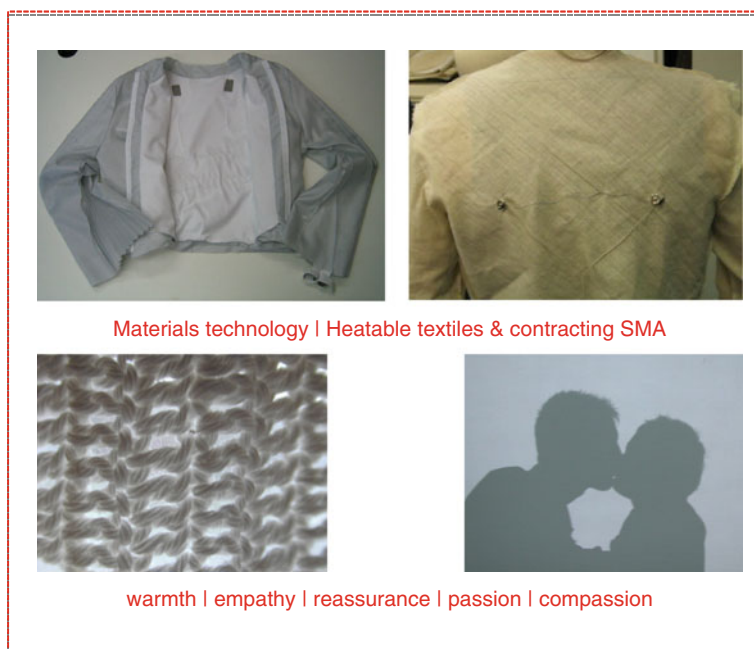 Materials technology | Heatable textiles & contracting SMA
warmth | empathy | reassurance | passion | compassion